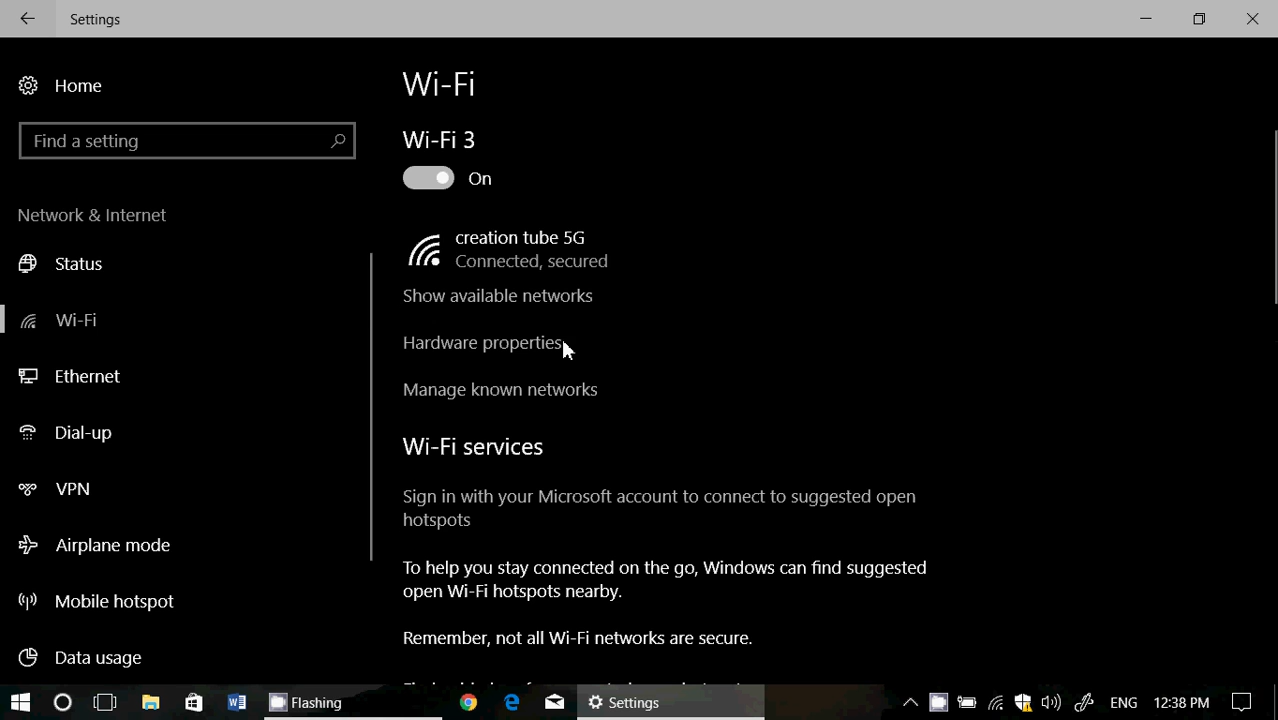 Settings
Home
Find a setting
Network & Internet
Status
Wi-Fi
Ethernet
Dial-up
VPN
Airplane mode
Mobile hotspot
Data usage
Wi-Fi
Wi-Fi 3
On
creation tube 5G
Connected, secured
Show available networks
Hardware properties
Manage known networks
Wi-Fi services
Sign in with your Microsoft account to connect to suggested open
hotspots
To help you stay connected on the go, Windows can find suggested
open Wi-Fi hotspots nearby.
Remember, not all Wi-Fi networks are secure.
Flashing
Settings
ENG
12:38 PM